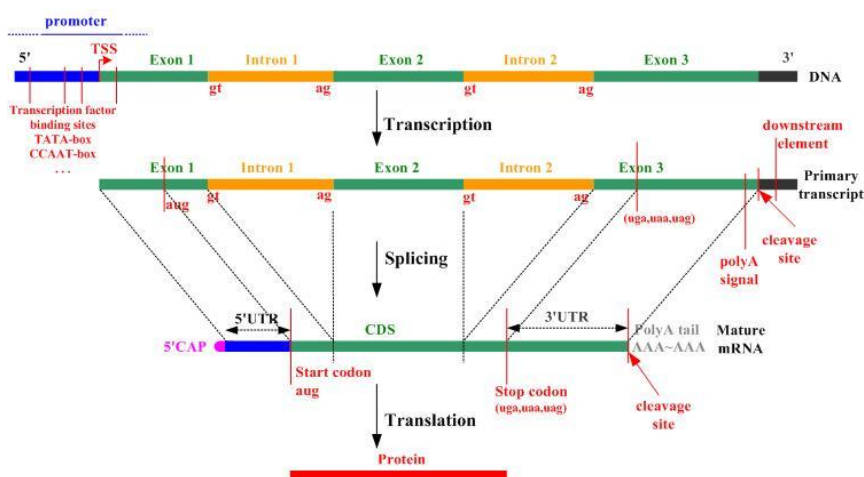 promoter
5'
TSS
Exon 1
Intron 1
Exon 2
Intron 2
Exon 3
3'
DNA
gt
ag
gt
ag
Transcription factor
binding sites
TATA-box
CCAAT-box
...
Transcription
downstream
element
Exon 1
Intron 1
Exon 2
Intron 2
Exon 3
Primary
transcript
aug
gt
ag
gt
ag
(uga,uaa,uag)
cleavage
site
polyA
signal
Splicing
5'UTR
CDS
3'UTR
PolyA tail
AAA~AAA
Mature
mRNA
5'CAP
Start codon
aug
Stop codon
(uga,uaa,uag)
cleavage
site
Translation
Protein